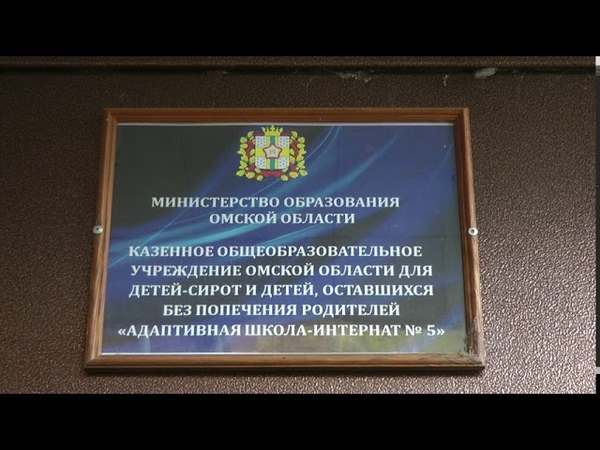 МИНИСТЕРСТВО ОБРАЗОВАНИЯ
ОМСКОЙ ОБЛАСТИ
КАЗЕННОЕ ОБЩЕОБРАЗОВАТЕЛЬНОЕ
УЧРЕЖДЕНИЕ ОМСКОЙ ОБЛАСТИ ДЛЯ
ДЕТЕЙ-СИРОТ И ДЕТЕЙ, ОСТАВШИХСЯ
БЕЗ ПОПЕЧЕНИЯ РОДИТЕЛЕЙ
«АДАПТИВНАЯ ШКОЛА-ИНТЕРНАТ № 5»